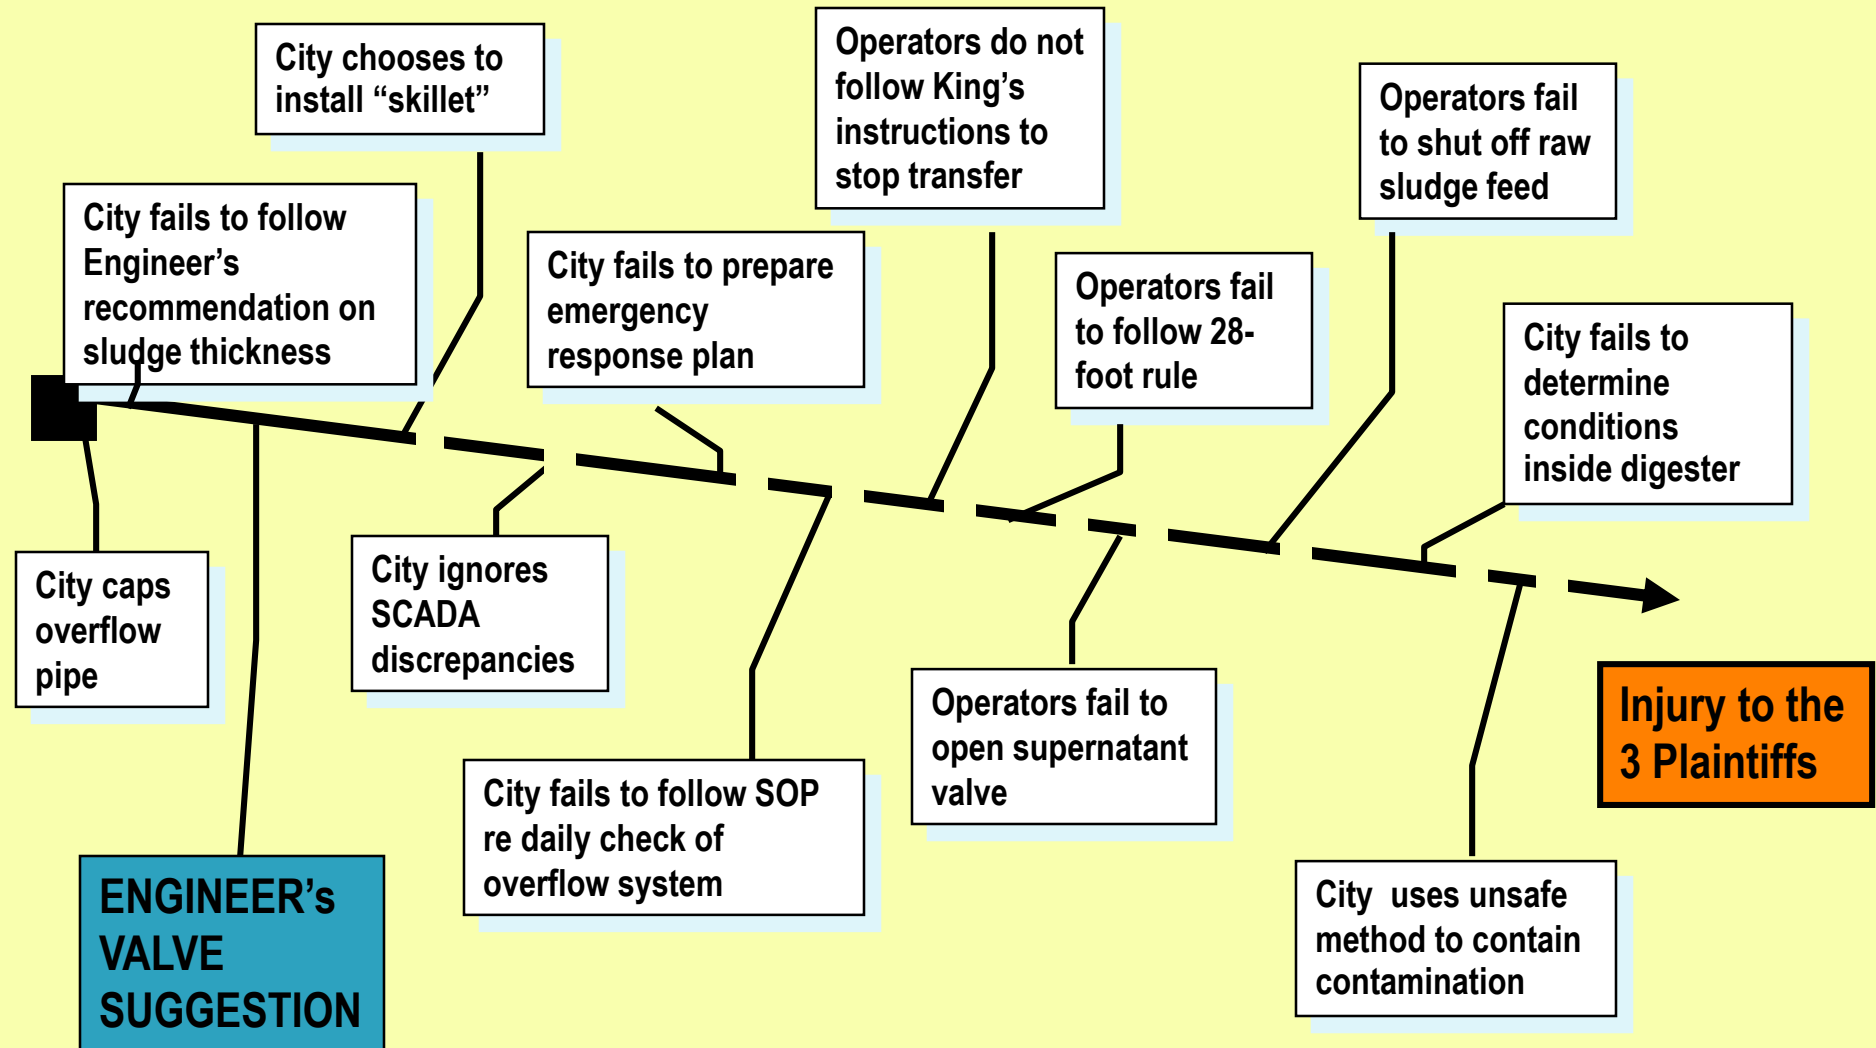 City chooses to
install “skillet”
Operators do not
follow King’s
instructions to
stop transfer
Operators fail
to shut off raw
sludge feed
City fails to follow
Engineer’s
recommendation on
sludge thickness
City fails to prepare
emergency
response plan
Operators fail
to follow 28-
foot rule
City fails to
determine
conditions
inside digester
City caps
overflow
pipe
City ignores
SCADA
discrepancies
Operators fail to
open supernatant
valve
Injury to the
3 Plaintiffs
City fails to follow SOP
re daily check of
overflow system
ENGINEER’s
VALVE
SUGGESTION
City uses unsafe
method to contain
contamination